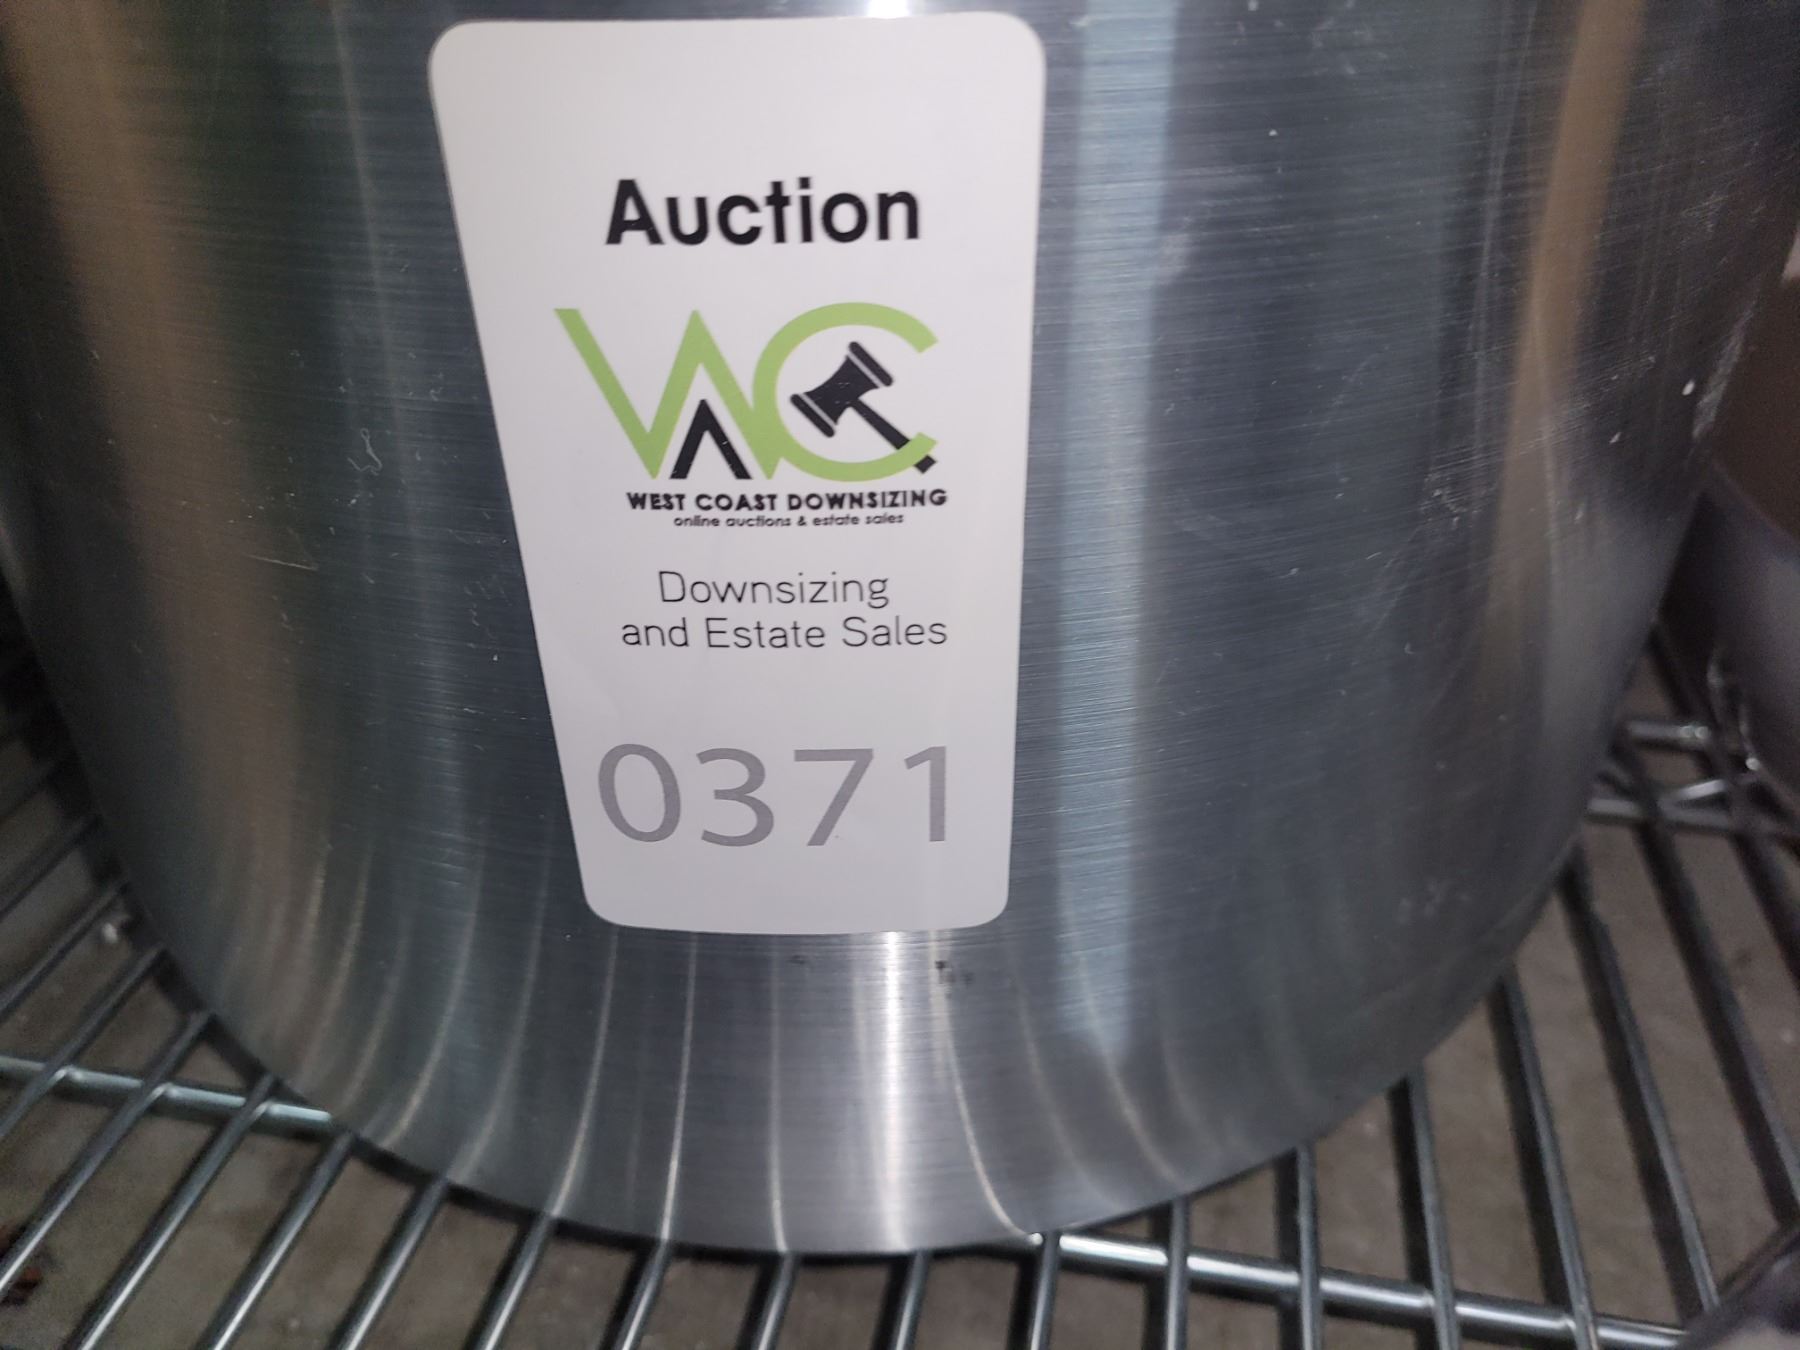 Auction
WC
WEST COAST DOWNSIZING
online auctions & estate sales
Downsizing
and Estate Sales
0371